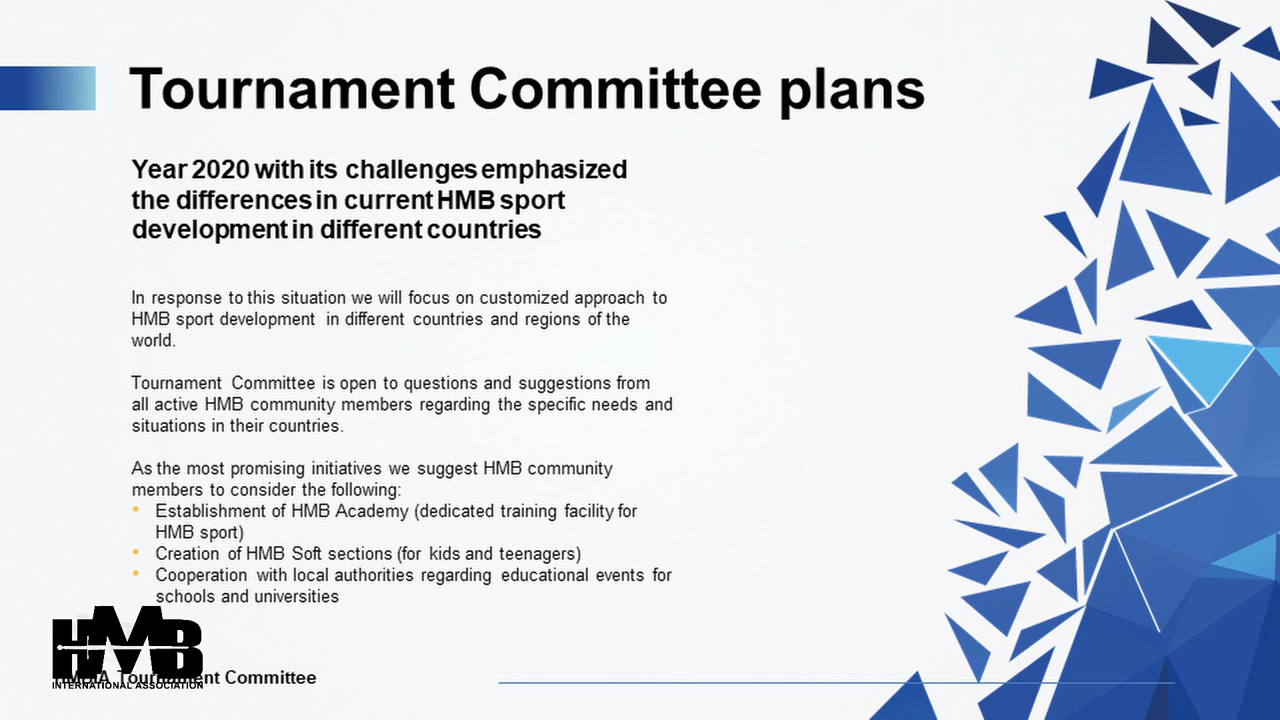 Tournament Committee plans
Year 2020 with its challenges emphasized
the differences in current HMB sport
development in different countries
In response to this situation we will focus on customized approach to
HMB sport development in different countries and regions of the
world.
Tournament Committee is open to questions and suggestions from
all active HMB community members regarding the specific needs and
situations in their countries.
As the most promising initiatives we suggest HMB community
members to consider the following:
• Establishment of HMB Academy (dedicated training facility for
HMB sport)
• Creation of HMB Soft sections (for kids and teenagers)
• Cooperation with local authorities regarding educational events for
schools and universities
HMB
Tournament Committee
INTERNATIONAL ASSOCIATION